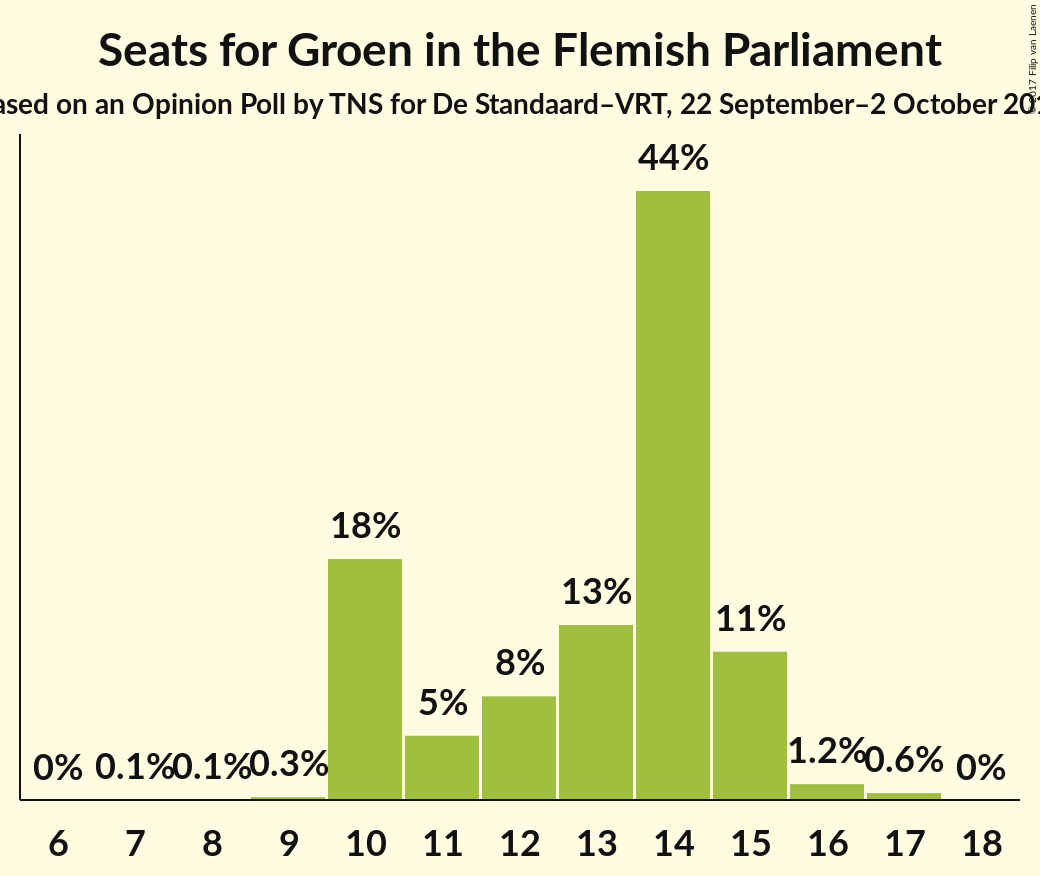 Seats for Groen in the Flemish Parliament
ased on an Opinion Poll by TNS for De Standaard–VRT, 22 September–2 October
© 2017 Filip van Laenen
44%
18%
13%
11%
8%
5%
0% 0.1% 0.1% 0.3% 1.2% 0.6% 0%
6 7 8 9 10 11 12 13 14 15 16 17 18